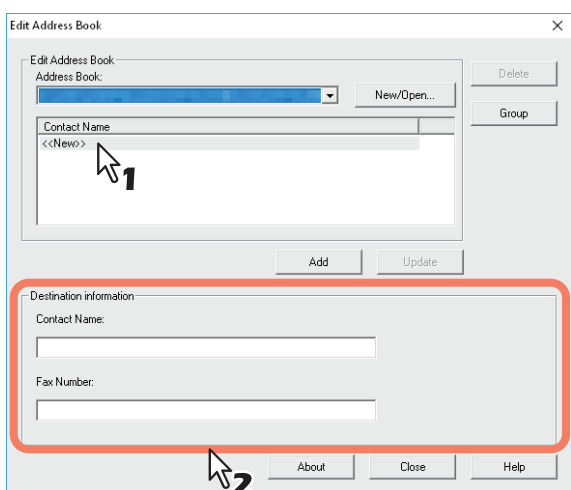 Edit Address Book
Edit Address Book
Address Book:
Delete
New/Open...
Group
Contact Name
<<New>>
1
Add
Update
Destination information
Contact Name:
Fax Number:
2
About
Close
Help